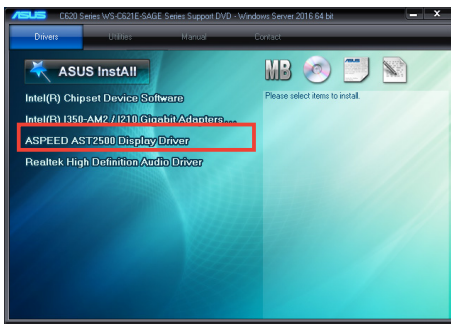 ASUS C620 Series WS-C621E-SAGE Series Support DVD - Windows Server 2016 64 bit
Drivers Utilities Manual Contact
ASUS InstAll
MB
Intel(R) Chipset Device Software
Please select items to install.
Intel(R) I350-AM2 / I210 Gigabit Adapters...
ASPEED AST2500 Display Driver
Realtek High Definition Audio Driver